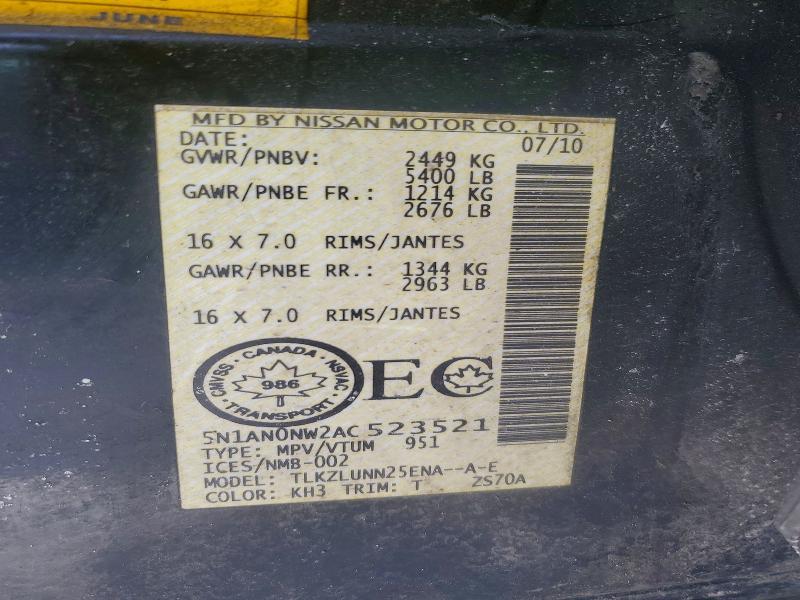 JUNE
MFD BY NISSAN MOTOR CO., LTD.
DATE: 07/10
GVWR/PNBV: 2449 KG
5400 LB
GAWR/PNBE FR.: 1214 KG
2676 LB
16 X 7.0 RIMS/JANTES
GAWR/PNBE RR.: 1344 KG
2963 LB
16 X 7.0 RIMS/JANTES
CMVSS · CANADA · NSVAC · TRANSPORT ·
986
EC
5N1AN0NW2AC523521
TYPE: MPV/VTUM 951
ICES/NMB-002
MODEL: TLKZLUNN25ENA--A-E
COLOR: KH3 TRIM: T ZS70A